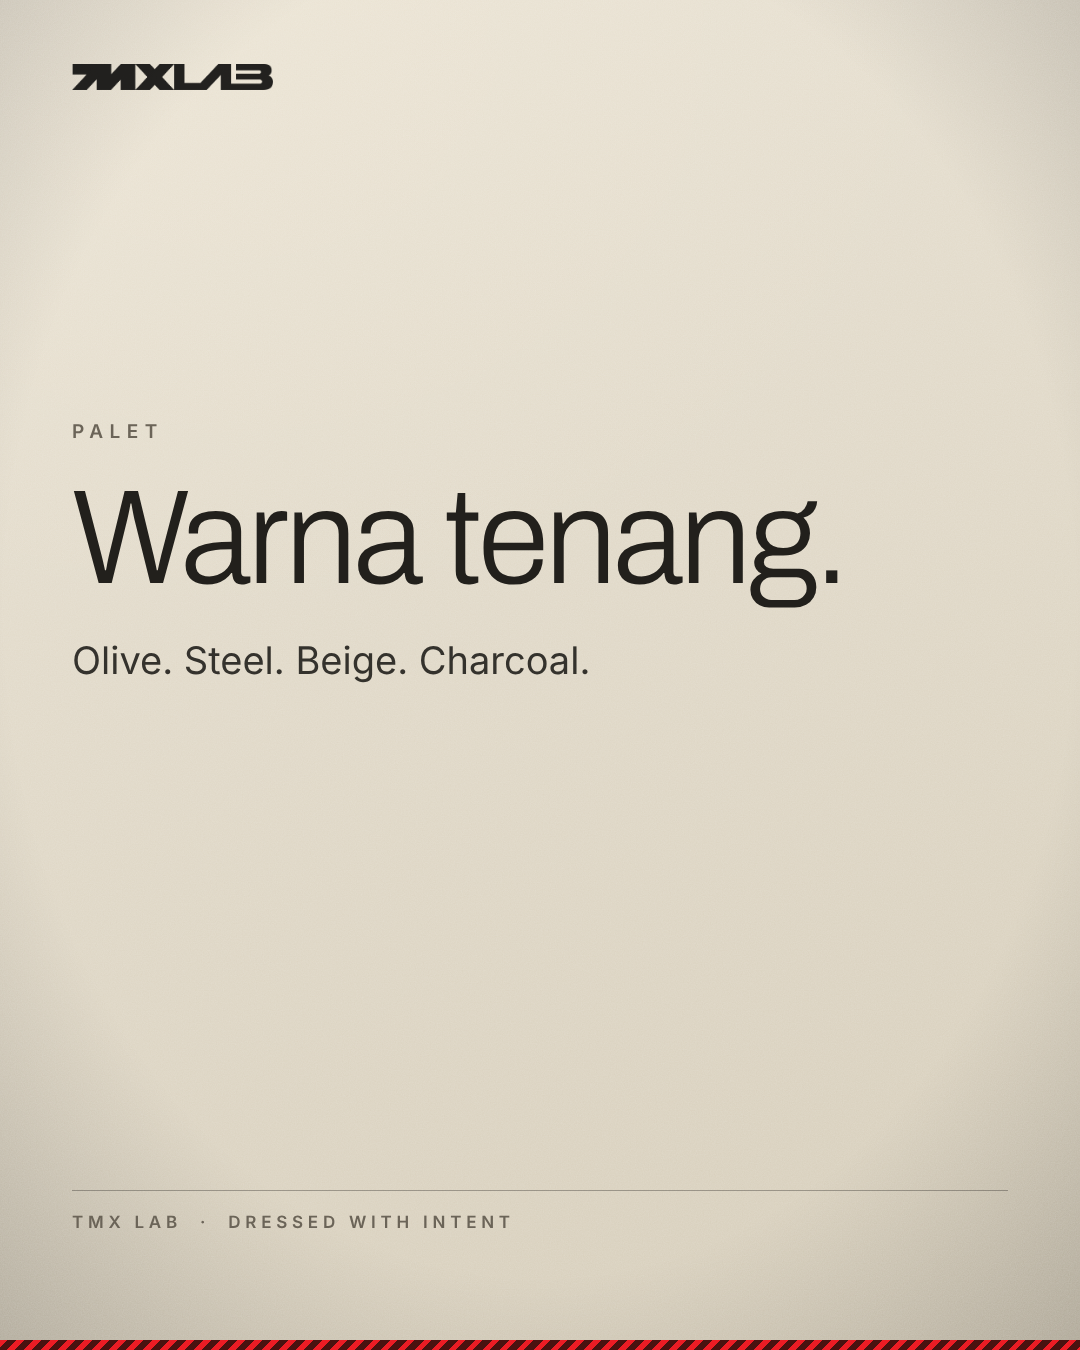 TMXLAB
PALET
Warna tenang.
Olive. Steel. Beige. Charcoal.
TMX LAB · DRESSED WITH INTENT